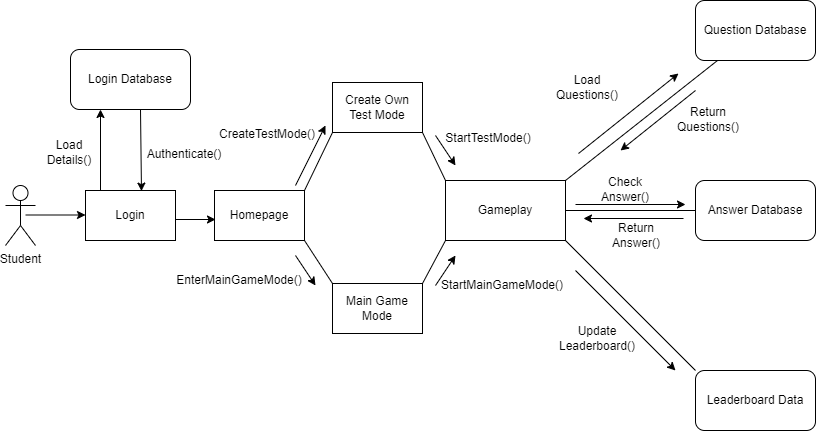 Question Database
Login Database
Load
Questions()
Create Own
Test Mode
Return
Questions()
CreateTestMode()
StartTestMode()
Load
Details()
Authenticate()
Check
Answer()
Login
Homepage
Gameplay
Answer Database
Return
Answer()
Student
EnterMainGameMode()
StartMainGameMode()
Main Game
Mode
Update
Leaderboard()
Leaderboard Data